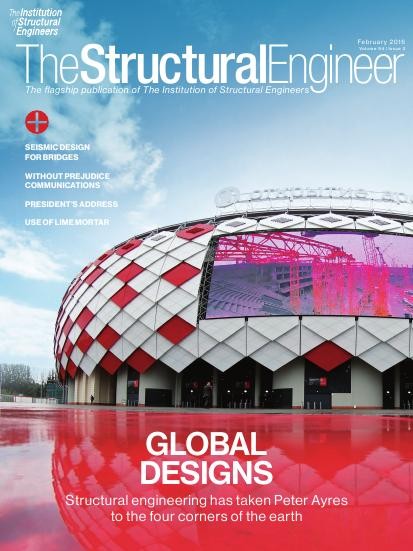 The Institution
of Structural
Engineers
TheStructuralEngineer
February 2016
Volume 94 | Issue 2
The flagship publication of The Institution of Structural Engineers
SEISMIC DESIGN
FOR BRIDGES
WITHOUT PREJUDICE
COMMUNICATIONS
PRESIDENT'S ADDRESS
USE OF LIME MORTAR
GLOBAL
DESIGNS
Structural engineering has taken Peter Ayres
to the four corners of the earth